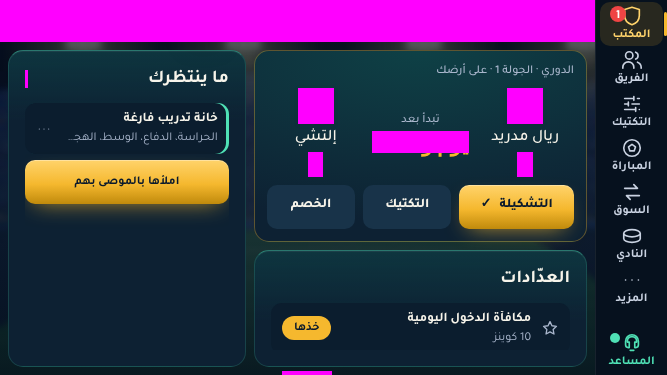 1
المكتب
الفريق
التكتيك
المباراة
السوق
النادي
المزيد
المساعد
الدوري · الجولة 1 · على أرضك
ريال مدريد
تبدأ بعد
إلتشي
التشكيلة ✓
التكتيك
الخصم
العدّادات
مكافأة الدخول اليومية
10 كوينز
خذها
ما ينتظرك
خانة تدريب فارغة
الحراسة، الدفاع، الوسط، الهج...
...
املأها بالموصى بهم